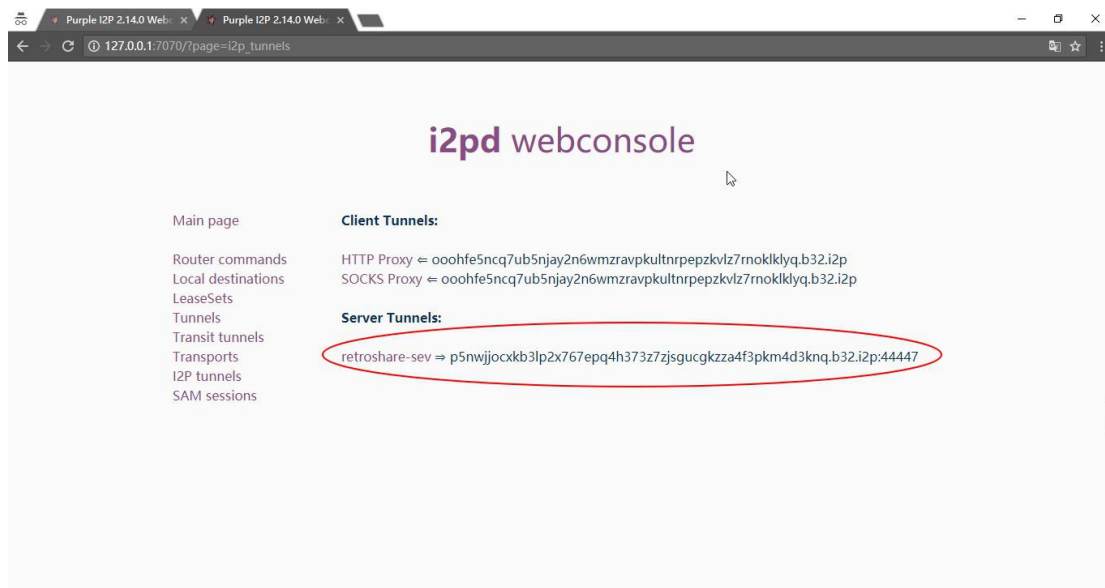 Purple I2P 2.14.0 Webc
Purple I2P 2.14.0 Webc
127.0.0.1:7070/?page=i2p_tunnels
i2pd webconsole
Main page
Router commands
Local destinations
LeaseSets
Tunnels
Transit tunnels
Transports
I2P tunnels
SAM sessions
Client Tunnels:
HTTP Proxy ⇐ ooohfe5ncq7ub5njay2n6wmzravpkultnrpepzkvlz7rnoklklyq.b32.i2p
SOCKS Proxy ⇐ ooohfe5ncq7ub5njay2n6wmzravpkultnrpepzkvlz7rnoklklyq.b32.i2p
Server Tunnels:
retroshare-sev ⇒ p5nwjjocxkb3lp2x767epq4h373z7zjsgucgkzza4f3pkm4d3knq.b32.i2p:44447